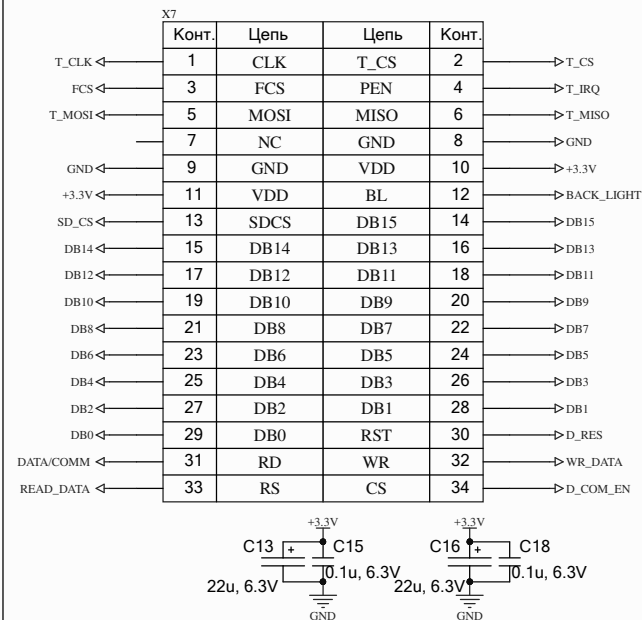 X7
Конт. Цепь Цепь Конт.
T_CLK 1 CLK T_CS 2 T_CS
FCS 3 FCS PEN 4 T_IRQ
T_MOSI 5 MOSI MISO 6 T_MISO
7 NC GND 8 GND
GND 9 GND VDD 10 +3.3V
+3.3V 11 VDD BL 12 BACK_LIGHT
SD_CS 13 SDCS DB15 14 DB15
DB14 15 DB14 DB13 16 DB13
DB12 17 DB12 DB11 18 DB11
DB10 19 DB10 DB9 20 DB9
DB8 21 DB8 DB7 22 DB7
DB6 23 DB6 DB5 24 DB5
DB4 25 DB4 DB3 26 DB3
DB2 27 DB2 DB1 28 DB1
DB0 29 DB0 RST 30 D_RES
DATA/COMM 31 RD WR 32 WR_DATA
READ_DATA 33 RS CS 34 D_COM_EN
+3.3V +3.3V
C13 + C15 C16 + C18
0.1u, 6.3V 0.1u, 6.3V
22u, 6.3V 22u, 6.3V
GND GND